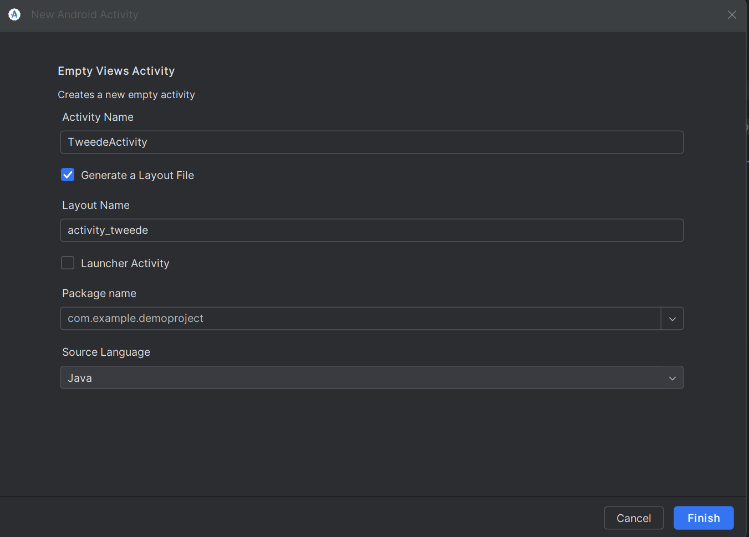 New Android Activity
Empty Views Activity
Creates a new empty activity
Activity Name
TweedeActivity
Generate a Layout File
Layout Name
activity_tweede
Launcher Activity
Package name
com.example.demoproject
Source Language
Java
Cancel
Finish